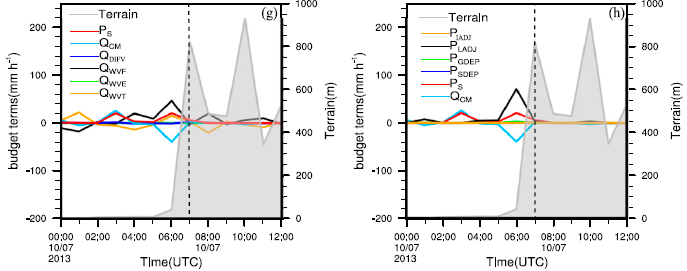 (g)
Terrain
P_S
Q_CM
Q_DIFV
Q_WVF
Q_WVE
Q_WVT
budget terms(mm h⁻¹)
200
100
0
-100
-200
1000
800
600
400
200
0
Terrain(m)
00:00 02:00 04:00 06:00 08:00 10:00 12:00
10/07 10/07
2013
TIme(UTC)
(h)
Terraln
P_IADJ
P_LADJ
P_GDEP
P_SDEP
P_S
Q_CM
budget terms(mm h⁻¹)
200
100
0
-100
-200
1000
800
600
400
200
0
Terrain(m)
00:00 02:00 04:00 06:00 08:00 10:00 12:00
10/07 10/07
2013
TIme(UTC)